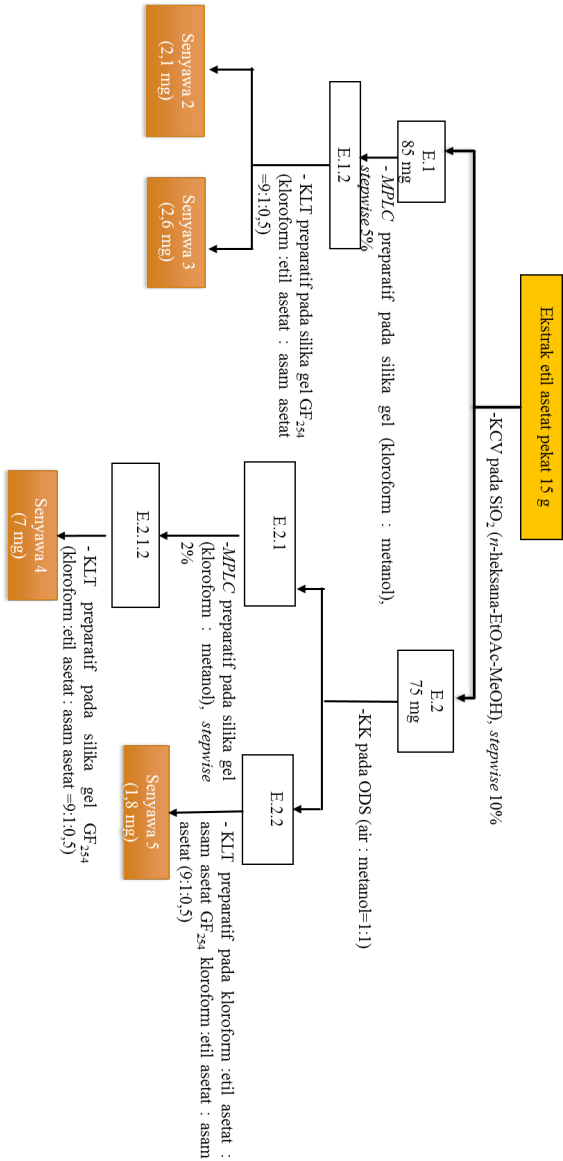 Ekstrak etil asetat pekat 15 g
-KCV pada SiO₂ (n-heksana-EtOAc-MeOH), stepwise 10%
E.1
85 mg
- MPLC preparatif pada silika gel (kloroform : metanol),
stepwise 5%
E.1.2
- KLT preparatif pada silika gel GF₂₅₄
(kloroform :etil asetat : asam asetat
=9:1:0,5)
Senyawa 2
(2,1 mg)
Senyawa 3
(2,6 mg)
E.2
75 mg
-KK pada ODS (air : metanol=1:1)
E.2.1
-MPLC preparatif pada silika gel
(kloroform : metanol), stepwise
2%
E.2.1.2
- KLT preparatif pada silika gel GF₂₅₄
(kloroform :etil asetat : asam asetat =9:1:0,5)
Senyawa 4
(7 mg)
E.2.2
- KLT preparatif pada kloroform :etil asetat :
asam asetat GF₂₅₄ kloroform :etil asetat : asam
asetat (9:1:0,5)
Senyawa 5
(1,8 mg)